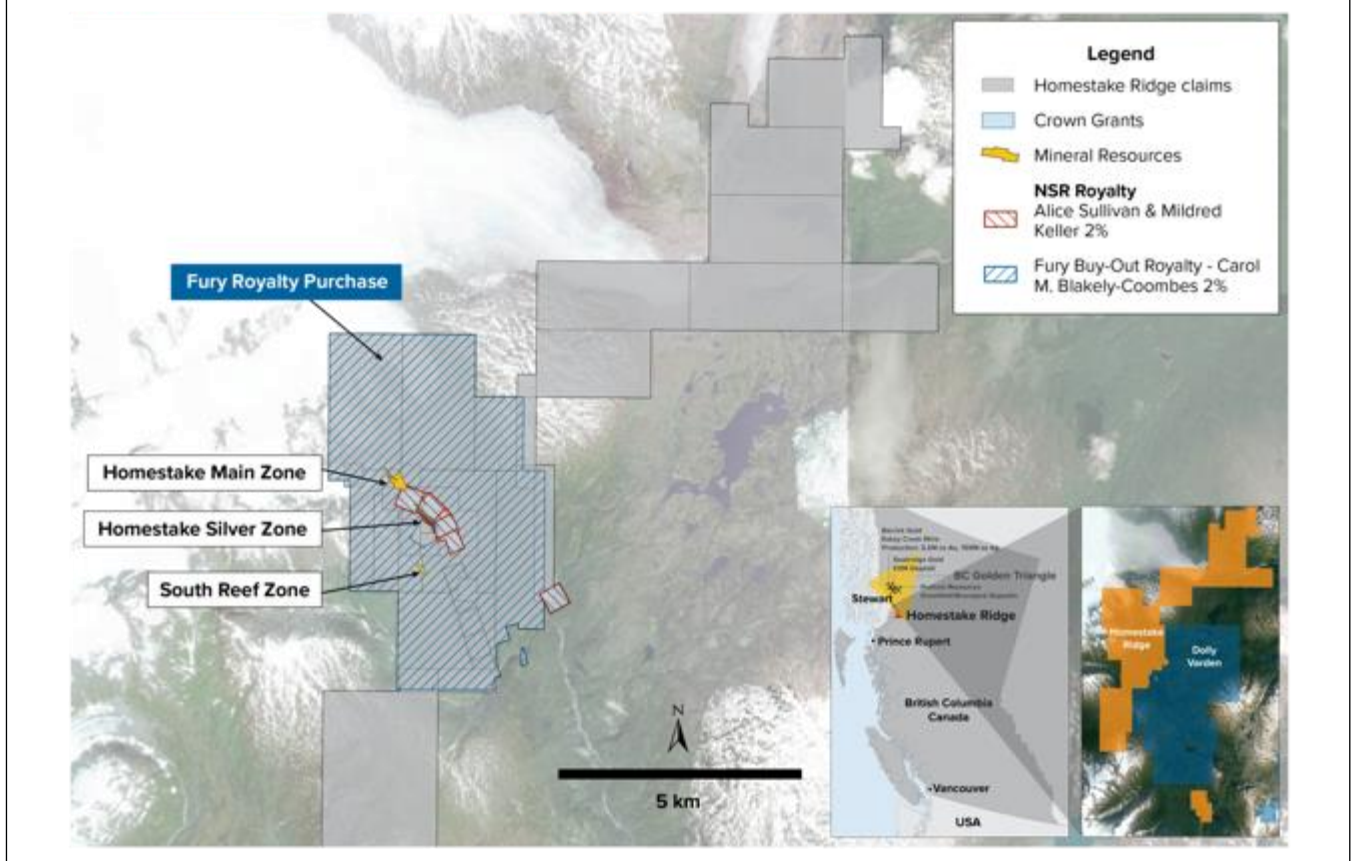 Legend
Homestake Ridge claims
Crown Grants
Mineral Resources
NSR Royalty
Alice Sullivan & Mildred
Keller 2%
Fury Buy-Out Royalty - Carol
M. Blakely-Coombes 2%
Fury Royalty Purchase
Homestake Main Zone
Homestake Silver Zone
South Reef Zone
N
5 km
BC Golden Triangle
Stewart
Homestake Ridge
Prince Rupert
British Columbia
Canada
Vancouver
USA
Homestake
Ridge
Dolly
Varden